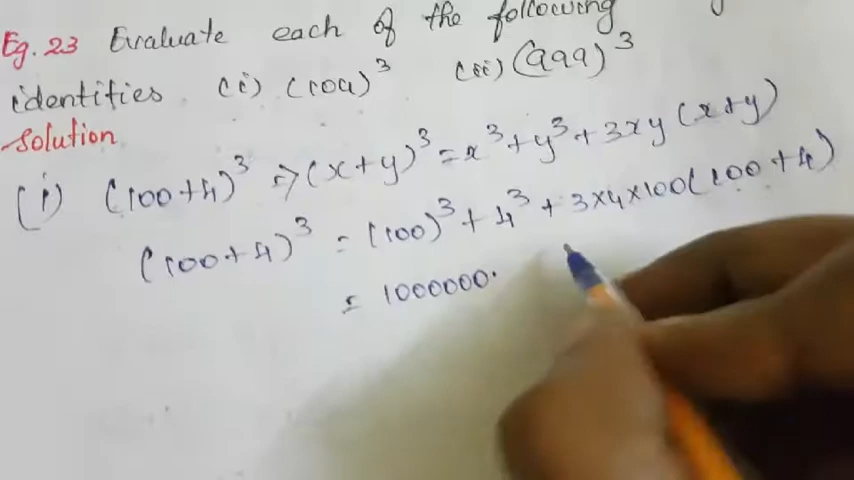 Eg. 23 Evaluate each of the following
identities (i) (104)³ (ii) (999)³
Solution
(i) (100+4)³ => (x+y)³ = x³+y³+3xy(x+y)
(100+4)³ = (100)³ + 4³ + 3×4×100(100+4)
= 1000000.